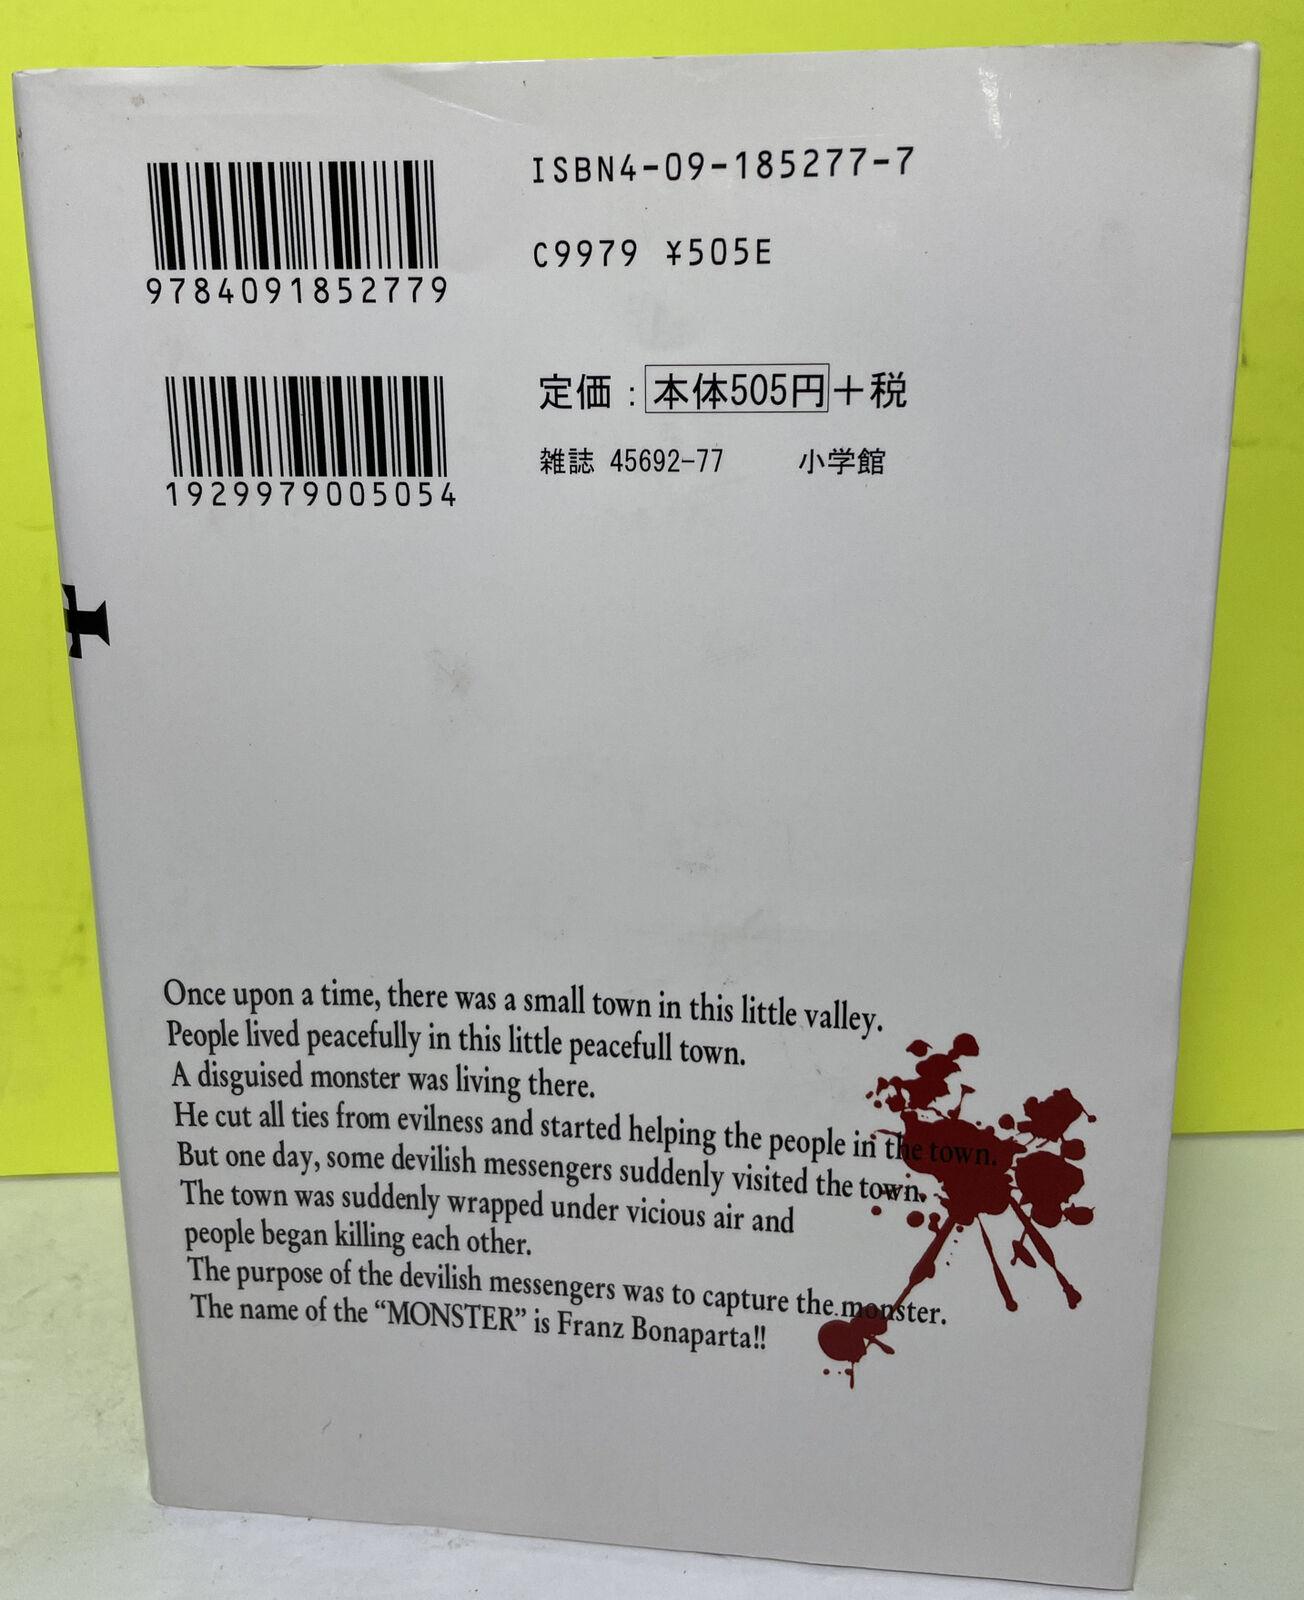 9784091852779
ISBN4-09-185277-7
C9979 ¥505E
1929979005054
定価：本体505円＋税
雑誌 45692-77 小学館
Once upon a time, there was a small town in this little valley.
People lived peacefully in this little peacefull town.
A disguised monster was living there.
He cut all ties from evilness and started helping the people in the town.
But one day, some devilish messengers suddenly visited the town.
The town was suddenly wrapped under vicious air and
people began killing each other.
The purpose of the devilish messengers was to capture the monster.
The name of the “MONSTER” is Franz Bonaparta!!